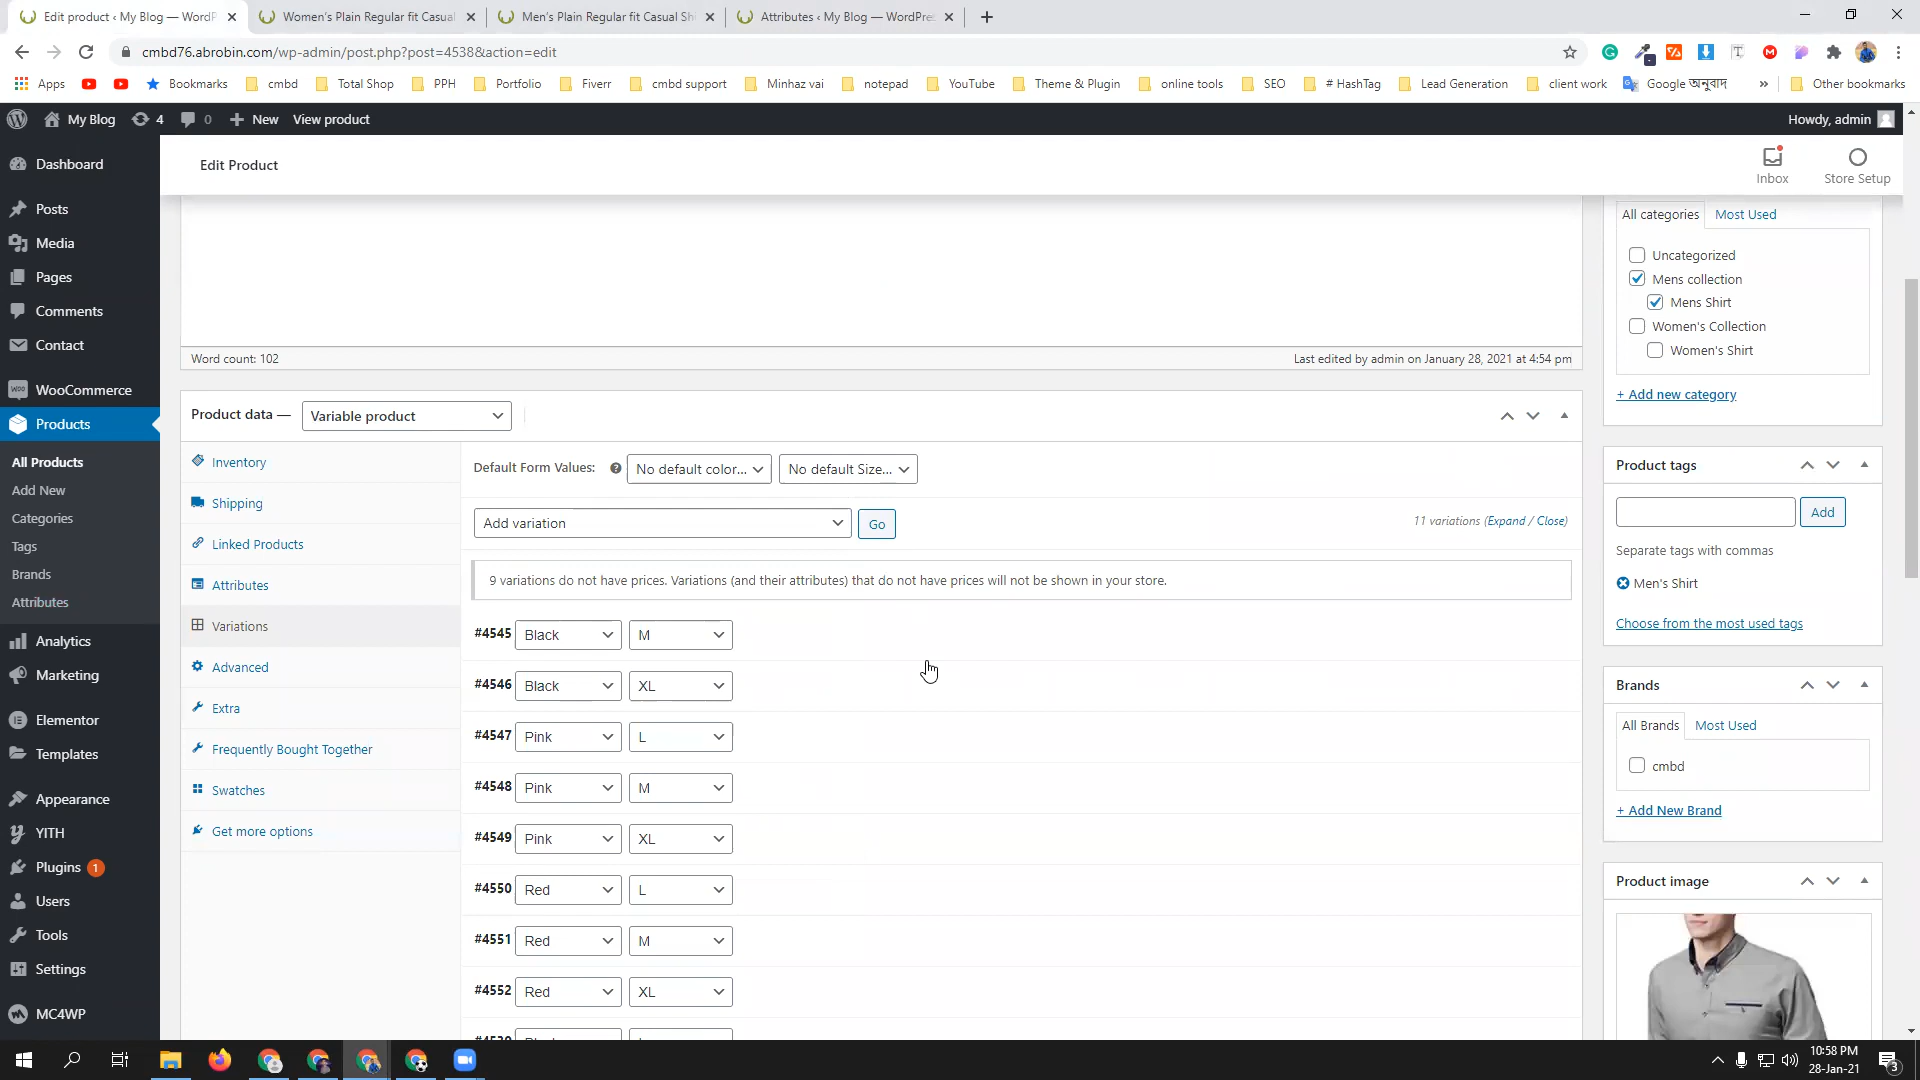 Edit product ‹ My Blog — WordPr
Women's Plain Regular fit Casual
Men's Plain Regular fit Casual Shi
Attributes ‹ My Blog — WordPre
cmbd76.abrobin.com/wp-admin/post.php?post=4538&action=edit
Apps
Bookmarks
cmbd
Total Shop
PPH
Portfolio
Fiverr
cmbd support
Minhaz vai
notepad
YouTube
Theme & Plugin
online tools
SEO
# HashTag
Lead Generation
client work
Google অনুবাদ
»
Other bookmarks
My Blog
4
0
New
View product
Howdy, admin
Dashboard
Posts
Media
Pages
Comments
Contact
WooCommerce
Products
All Products
Add New
Categories
Tags
Brands
Attributes
Analytics
Marketing
Elementor
Templates
Appearance
YITH
Plugins 1
Users
Tools
Settings
MC4WP
Edit Product
Inbox
Store Setup
Word count: 102
Last edited by admin on January 28, 2021 at 4:54 pm
Product data —
Variable product
Inventory
Shipping
Linked Products
Attributes
Variations
Advanced
Extra
Frequently Bought Together
Swatches
Get more options
Default Form Values:
No default color...
No default Size...
Add variation
Go
11 variations (Expand / Close)
9 variations do not have prices. Variations (and their attributes) that do not have prices will not be shown in your store.
#4545 Black M
#4546 Black XL
#4547 Pink L
#4548 Pink M
#4549 Pink XL
#4550 Red L
#4551 Red M
#4552 Red XL
All categories
Most Used
Uncategorized
Mens collection
Mens Shirt
Women's Collection
Women's Shirt
+ Add new category
Product tags
Add
Separate tags with commas
Men's Shirt
Choose from the most used tags
Brands
All Brands
Most Used
cmbd
+ Add New Brand
Product image
10:58 PM
28-Jan-21
3